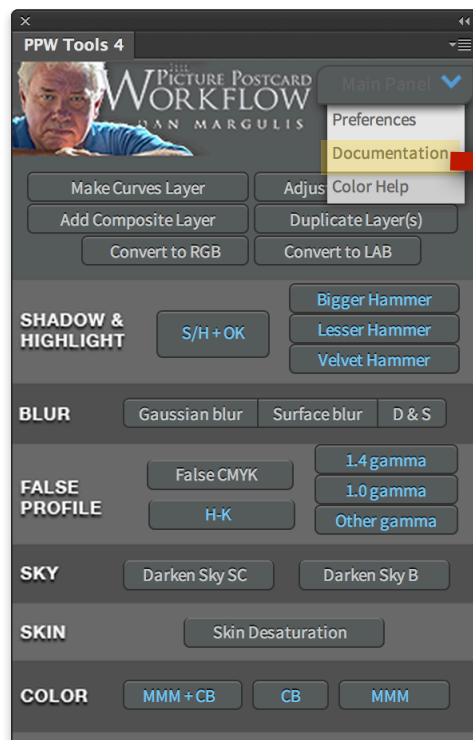 PPW Tools 4
THE
PICTURE POSTCARD
WORKFLOW
DAN MARGULIS
Main Panel
Preferences
Documentation
Color Help
Make Curves Layer Adjus
Add Composite Layer Duplicate Layer(s)
Convert to RGB Convert to LAB
SHADOW & HIGHLIGHT
S/H + OK
Bigger Hammer
Lesser Hammer
Velvet Hammer
BLUR Gaussian blur Surface blur D & S
FALSE PROFILE
False CMYK
H-K
1.4 gamma
1.0 gamma
Other gamma
SKY Darken Sky SC Darken Sky B
SKIN Skin Desaturation
COLOR MMM + CB CB MMM